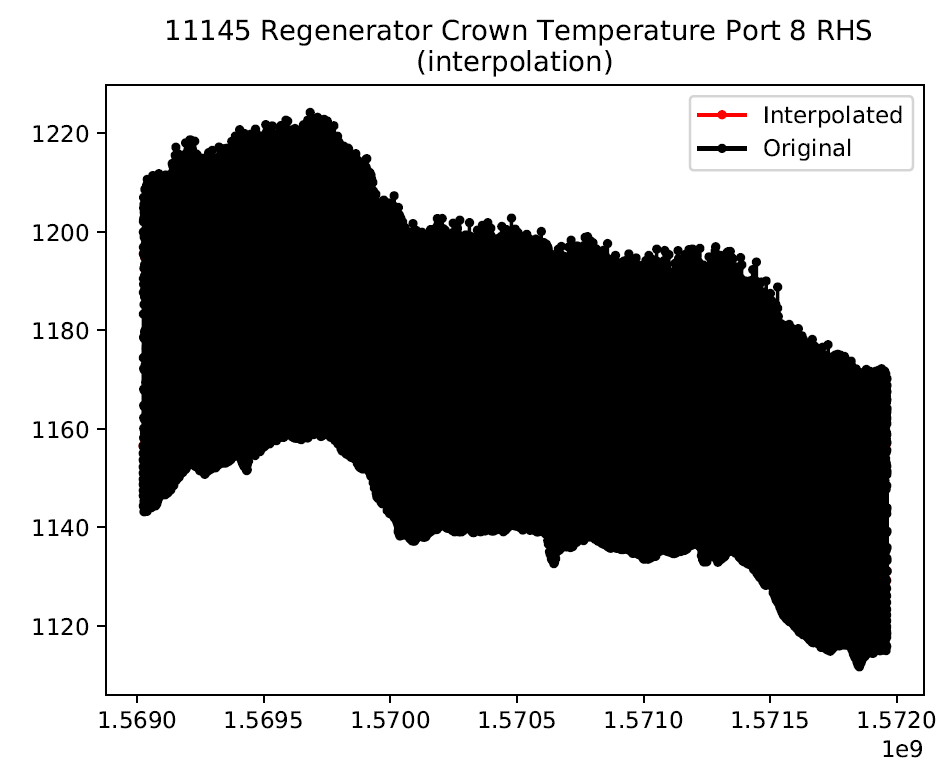 11145 Regenerator Crown Temperature Port 8 RHS
(interpolation)
Interpolated
Original
1220
1200
1180
1160
1140
1120
1.5690 1.5695 1.5700 1.5705 1.5710 1.5715 1.5720
1e9